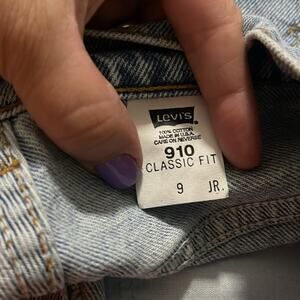 LEVI'S
100% COTTON
MADE IN U.S.A.
CARE ON REVERSE
910
CLASSIC FIT
9 JR.